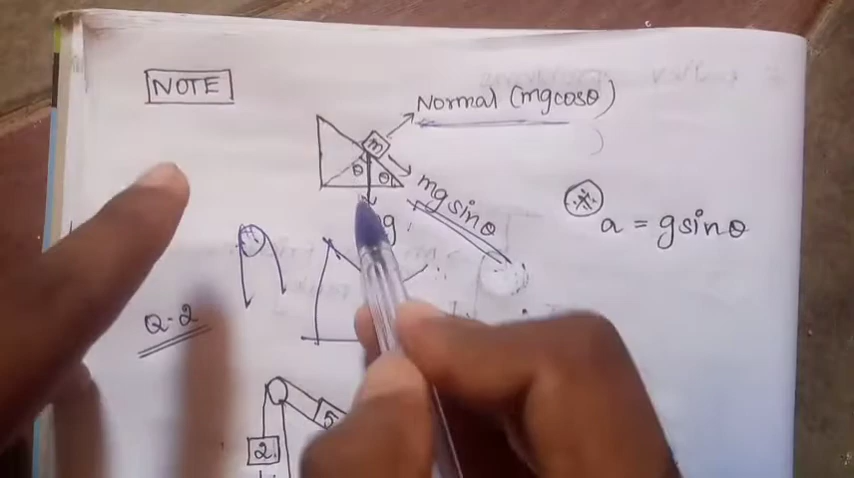 NOTE
Normal (mgcosθ)
m
θ θ
mgsinθ
g
a = gsinθ
Q-2
2
5